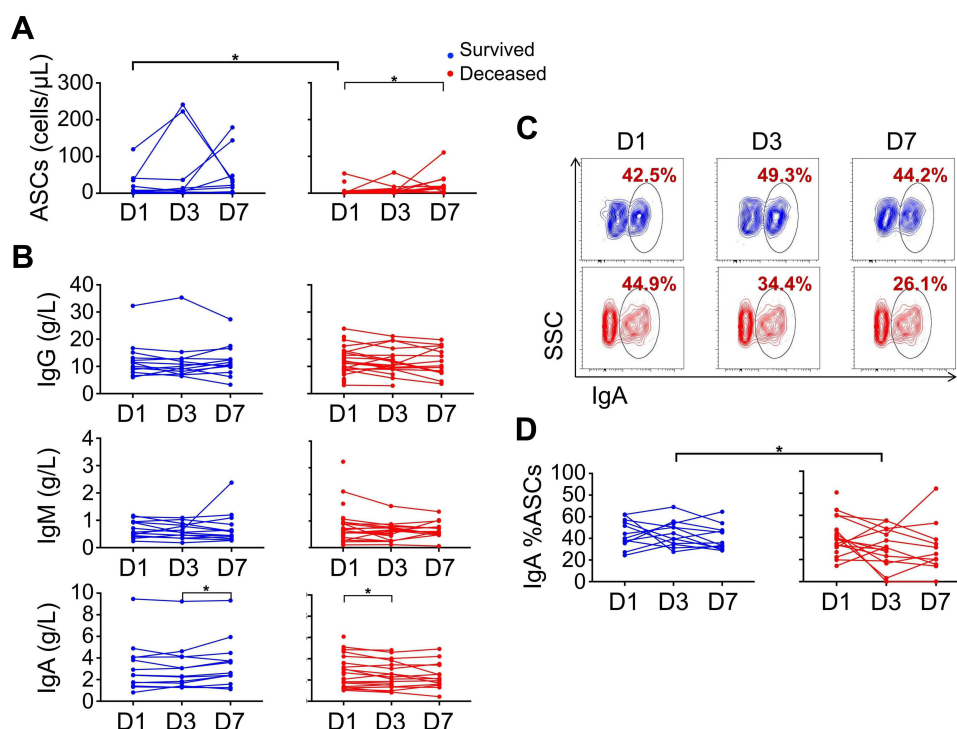 A
Survived
Deceased
*
*
ASCs (cells/μL)
300
200
100
0
D1 D3 D7
D1 D3 D7
B
IgG (g/L)
40
30
20
10
0
D1 D3 D7
D1 D3 D7
IgM (g/L)
4
3
2
1
0
D1 D3 D7
D1 D3 D7
IgA (g/L)
10
8
6
4
2
0
*
*
D1 D3 D7
D1 D3 D7
C
D1 D3 D7
42.5% 49.3% 44.2%
44.9% 34.4% 26.1%
SSC
IgA
D
*
IgA %ASCs
100
80
60
40
20
0
D1 D3 D7
D1 D3 D7